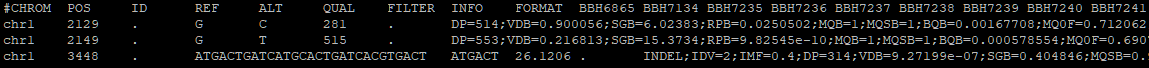 #CHROM POS ID REF ALT QUAL FILTER INFO FORMAT BBH6865 BBH7134 BBH7235 BBH7236 BBH7237 BBH7238 BBH7239 BBH7240 BBH7241
chr1 2129 . G C 281 . DP=514;VDB=0.900056;SGB=6.02383;RPB=0.0250502;MQB=1;MQSB=1;BQB=0.00167708;MQ0F=0.712062
chr1 2149 . G T 515 . DP=553;VDB=0.216813;SGB=15.3734;RPB=9.82545e-10;MQB=1;MQSB=1;BQB=0.000578554;MQ0F=0.690
chr1 3448 . ATGACTGATCATGCACTGATCACGTGACT ATGACT 26.1206 . INDEL;IDV=2;IMF=0.4;DP=314;VDB=9.27199e-07;SGB=0.404846;MQSB=0.